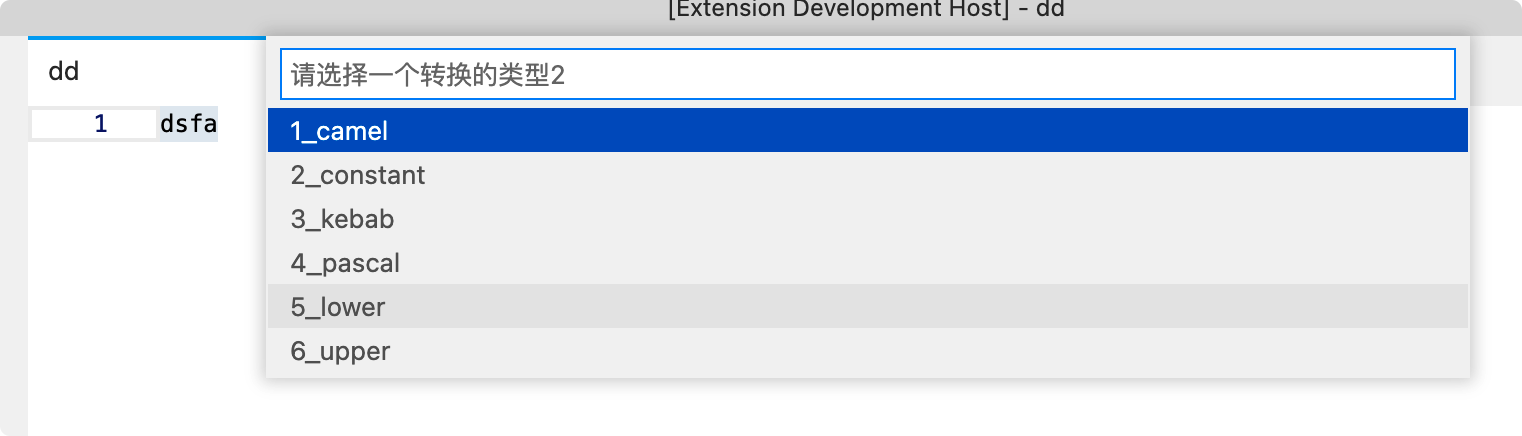 [Extension Development Host] - dd
dd
请选择一个转换的类型2
1 dsfa
1_camel
2_constant
3_kebab
4_pascal
5_lower
6_upper